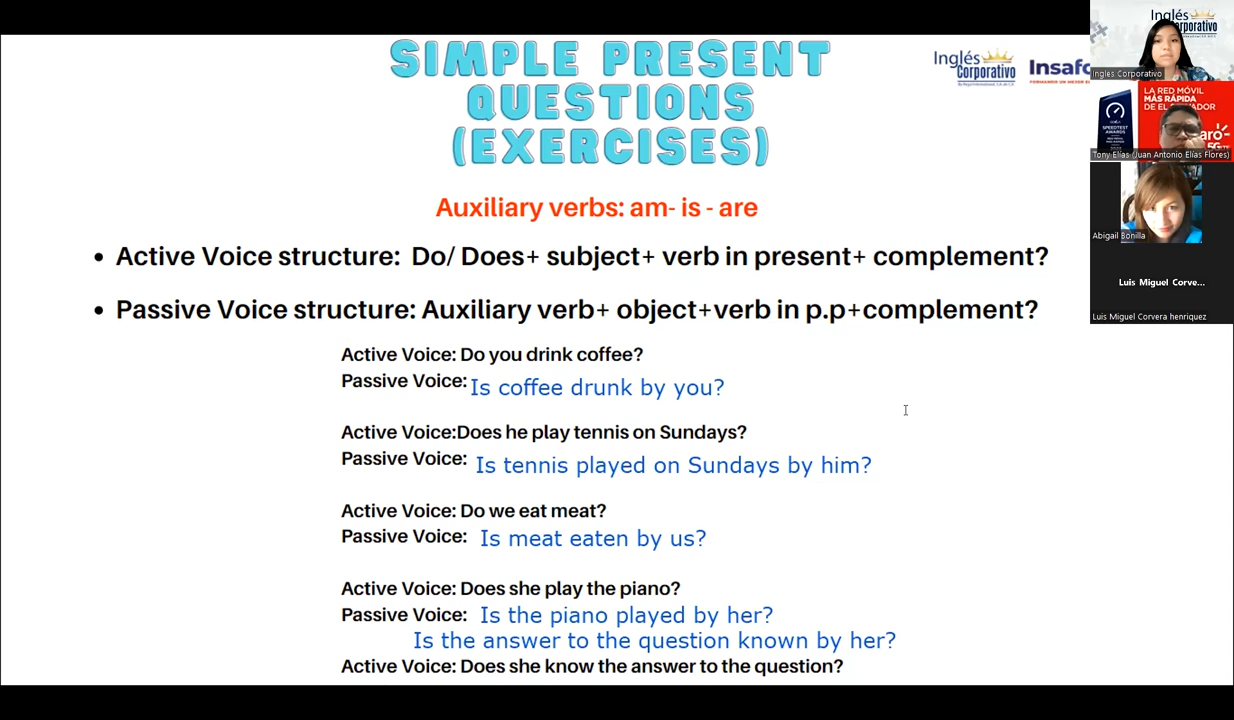 SIMPLE PRESENT
QUESTIONS
(EXERCISES)
Inglés
Corporativo
Insafo
Auxiliary verbs: am- is - are
• Active Voice structure: Do/ Does+ subject+ verb in present+ complement?
• Passive Voice structure: Auxiliary verb+ object+verb in p.p+complement?
Active Voice: Do you drink coffee?
Passive Voice: Is coffee drunk by you?
Active Voice:Does he play tennis on Sundays?
Passive Voice: Is tennis played on Sundays by him?
Active Voice: Do we eat meat?
Passive Voice: Is meat eaten by us?
Active Voice: Does she play the piano?
Passive Voice: Is the piano played by her?
Is the answer to the question known by her?
Active Voice: Does she know the answer to the question?
Inglés
Corporativo
Ingles Corporativo
LA RED MÓVIL
MÁS RÁPIDA
DE EL SALVADOR
SPEEDTEST
AWARDS
aro
5G
Tony Elías (Juan Antonio Elías Flores)
Abigail Bonilla
Luis Miguel Corve...
Luis Miguel Corvera henriquez